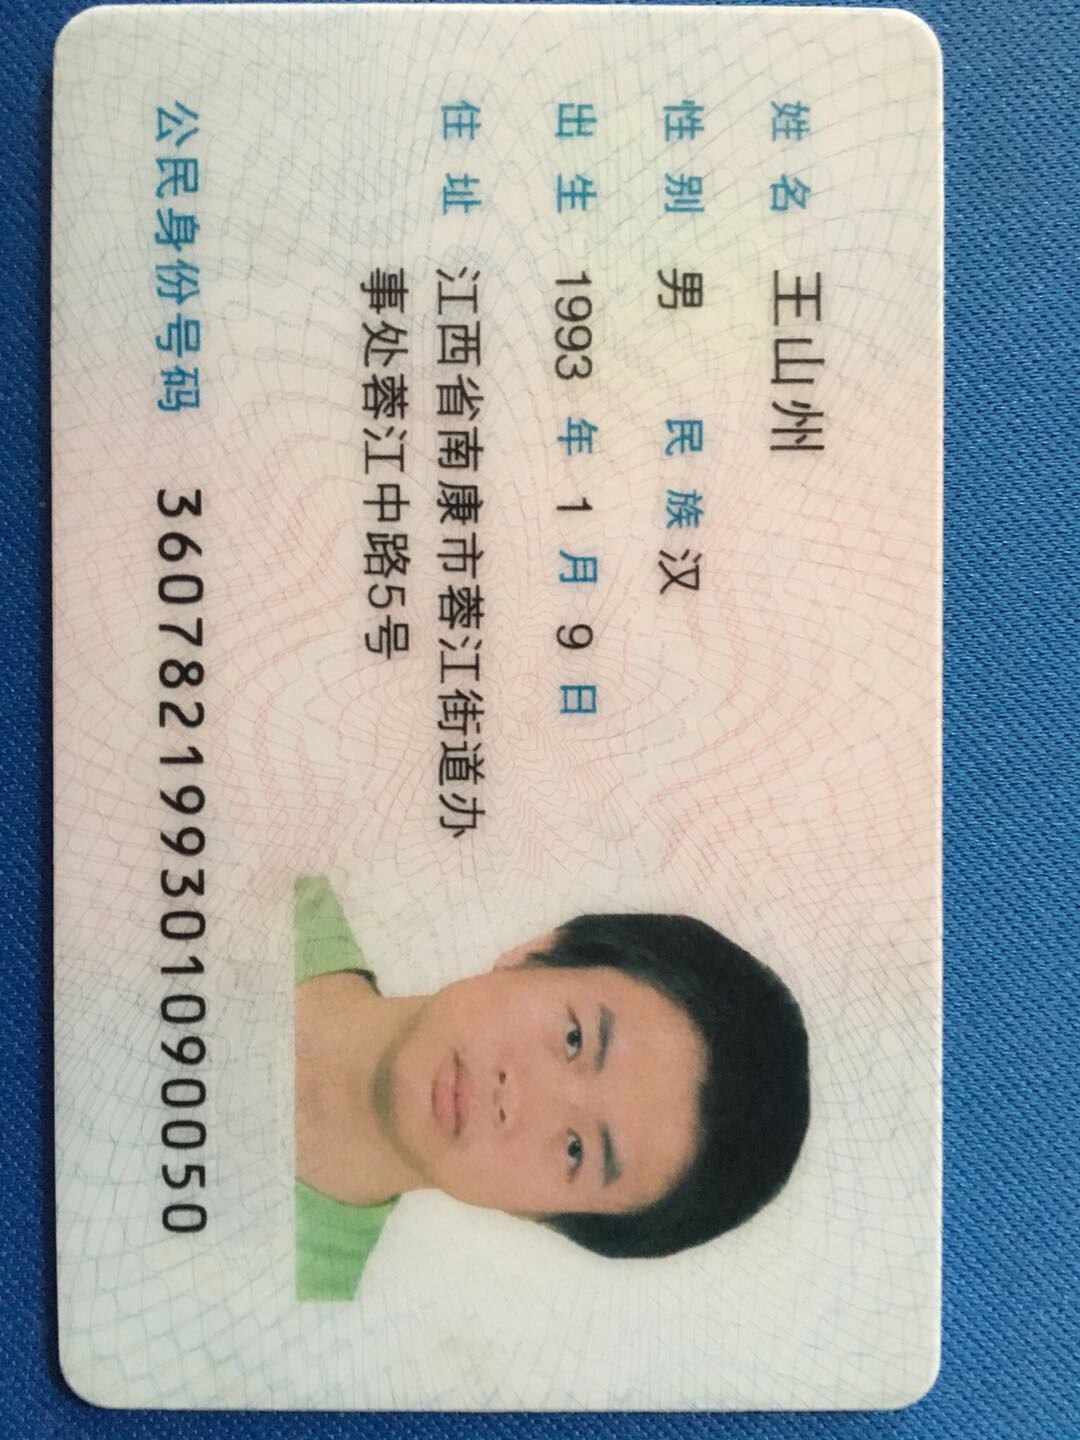 姓名 王山州
性别 男 民族 汉
出生 1993 年 1 月 9 日
住址 江西省南康市蓉江街道办
事处蓉江中路5号
公民身份号码 360782199301090050